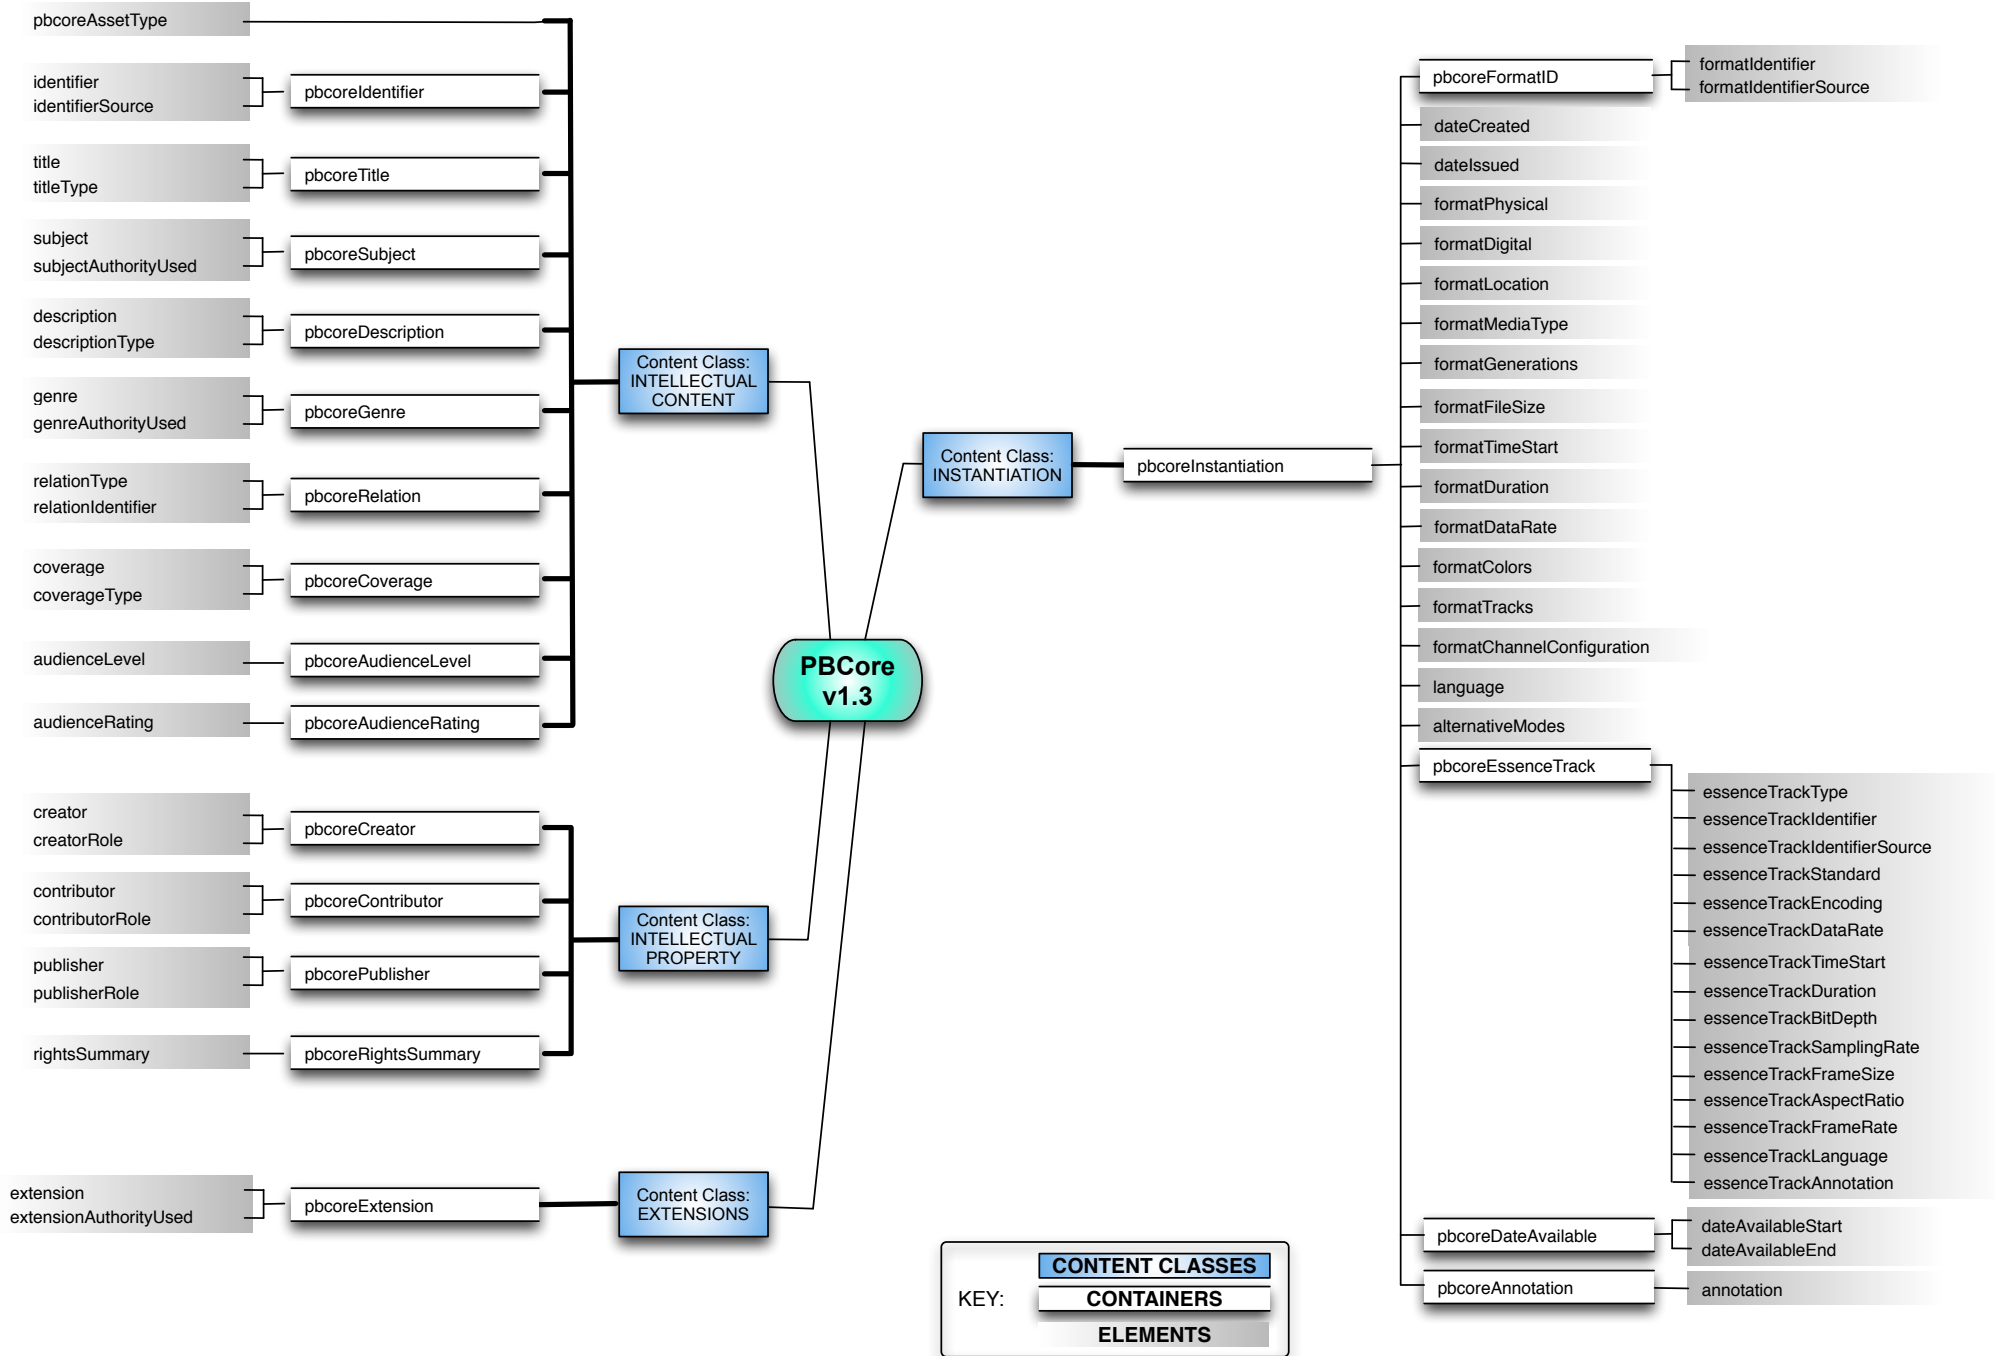 pbcoreAssetType
identifier
identifierSource
pbcoreIdentifier
title
titleType
pbcoreTitle
subject
subjectAuthorityUsed
pbcoreSubject
description
descriptionType
pbcoreDescription
genre
genreAuthorityUsed
pbcoreGenre
relationType
relationIdentifier
pbcoreRelation
coverage
coverageType
pbcoreCoverage
audienceLevel
pbcoreAudienceLevel
audienceRating
pbcoreAudienceRating
Content Class:
INTELLECTUAL
CONTENT
creator
creatorRole
pbcoreCreator
contributor
contributorRole
pbcoreContributor
publisher
publisherRole
pbcorePublisher
rightsSummary
pbcoreRightsSummary
Content Class:
INTELLECTUAL
PROPERTY
extension
extensionAuthorityUsed
pbcoreExtension
Content Class:
EXTENSIONS
PBCore
v1.3
Content Class:
INSTANTIATION
pbcoreInstantiation
pbcoreFormatID
formatIdentifier
formatIdentifierSource
dateCreated
dateIssued
formatPhysical
formatDigital
formatLocation
formatMediaType
formatGenerations
formatFileSize
formatTimeStart
formatDuration
formatDataRate
formatColors
formatTracks
formatChannelConfiguration
language
alternativeModes
pbcoreEssenceTrack
essenceTrackType
essenceTrackIdentifier
essenceTrackIdentifierSource
essenceTrackStandard
essenceTrackEncoding
essenceTrackDataRate
essenceTrackTimeStart
essenceTrackDuration
essenceTrackBitDepth
essenceTrackSamplingRate
essenceTrackFrameSize
essenceTrackAspectRatio
essenceTrackFrameRate
essenceTrackLanguage
essenceTrackAnnotation
pbcoreDateAvailable
dateAvailableStart
dateAvailableEnd
pbcoreAnnotation
annotation
KEY:
CONTENT CLASSES
CONTAINERS
ELEMENTS